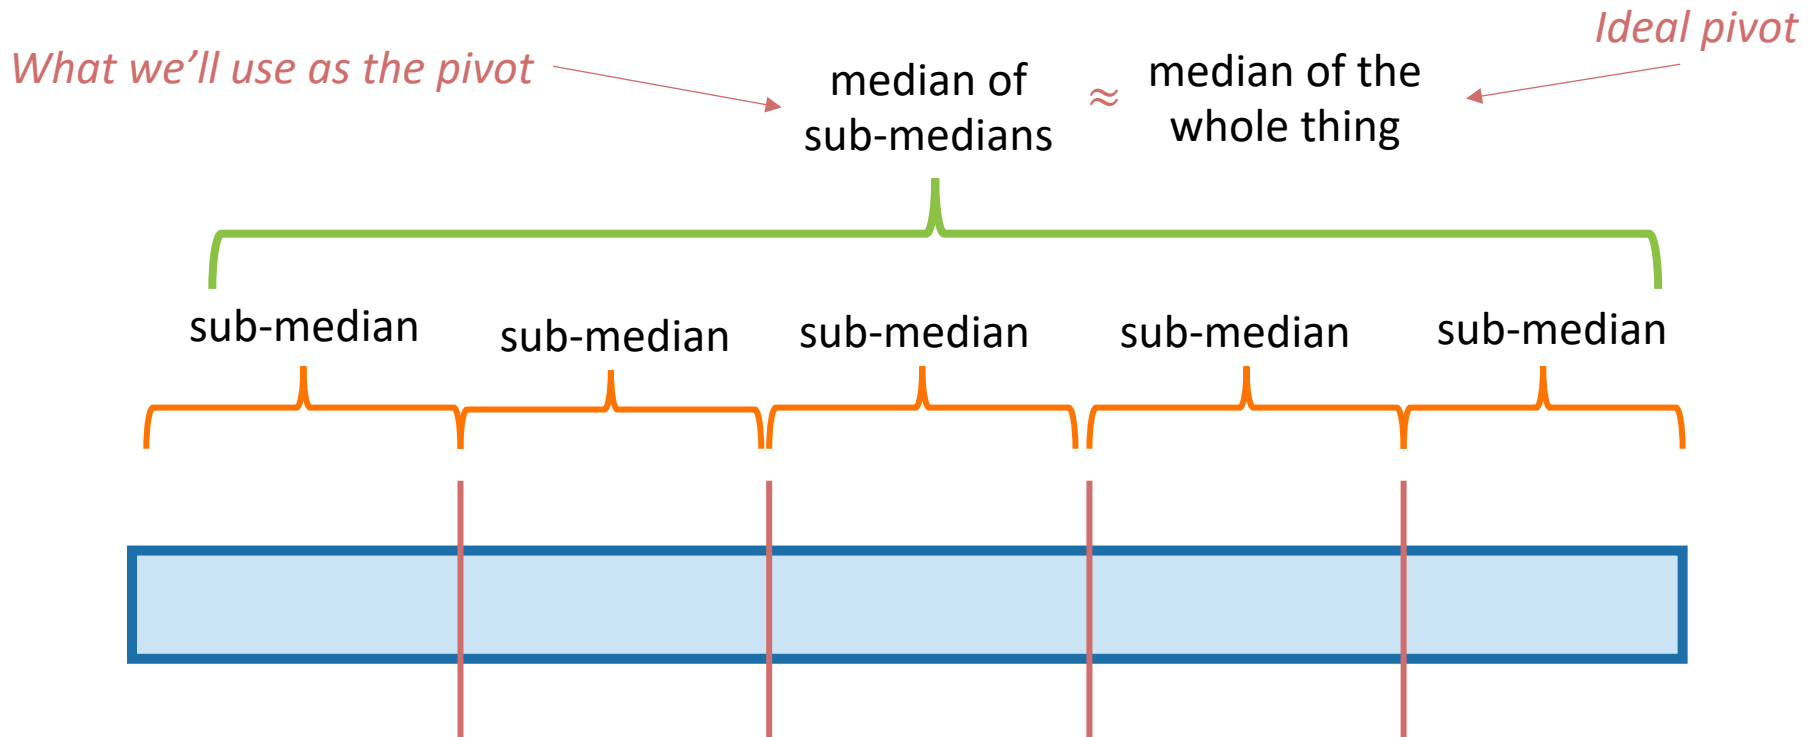 What we’ll use as the pivot
median of
sub-medians
≈
median of the
whole thing
Ideal pivot
sub-median
sub-median
sub-median
sub-median
sub-median